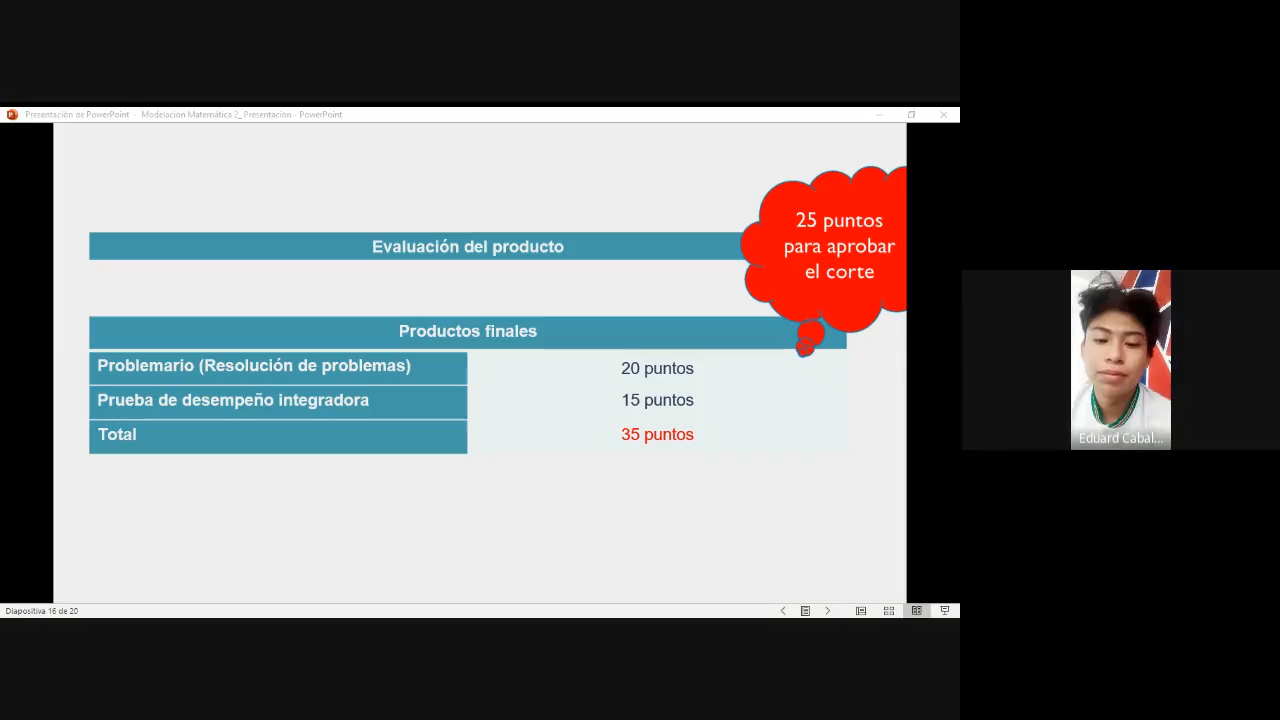 Presentación de PowerPoint - Modelación Matemática 2_ Presentación - PowerPoint
25 puntos
para aprobar
el corte
Evaluación del producto
Productos finales
Problemario (Resolución de problemas) 20 puntos
Prueba de desempeño integradora 15 puntos
Total 35 puntos
Eduard Cabal...
Diapositiva 16 de 20